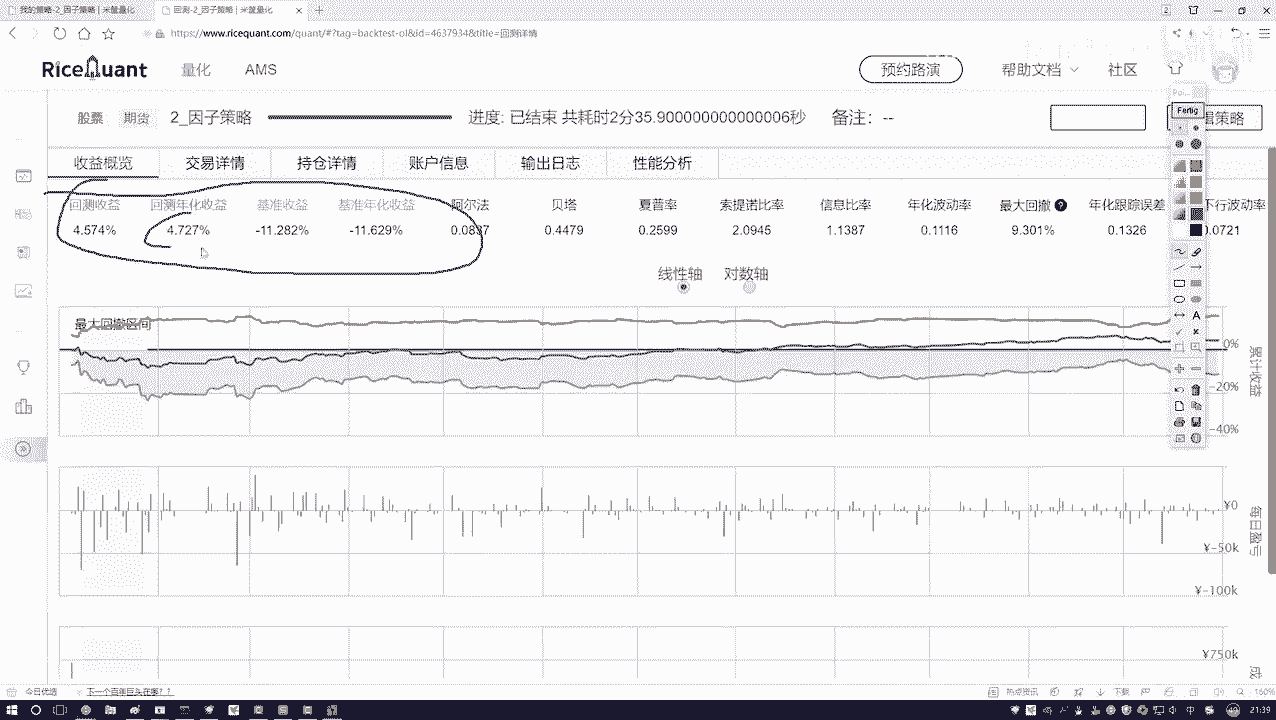 我的策略-2_因子策略 | 米筐量化
回测-2_因子策略 | 米筐量化
2
https://www.ricequant.com/quant/#?tag=backtest-ol&id=4637934&title=回测详情
RiceQuant 量化 AMS 预约路演 帮助文档 社区
股票 期货 2_因子策略 进度: 已结束 共耗时2分35.900000000000006秒 备注: -- 辑策略
Fertig
收益概览 交易详情 持仓详情 账户信息 输出日志 性能分析
回测收益 回测年化收益 基准收益 基准年化收益 阿尔法 贝塔 夏普率 索提诺比率 信息比率 年化波动率 最大回撤 年化跟踪误差 下行波动率
4.574% 4.727% -11.282% -11.629% 0.0837 0.4479 0.2599 2.0945 1.1387 0.1116 9.301% 0.1326 0.0721
线性轴 对数轴
最大回撤区间
0%
-20%
-40%
累计收益
¥0
¥-50k
¥-100k
每日盈亏
¥750k
成
今日优选 下一个百强巨头在哪？！ 热点资讯 下载 160%
中 21:39